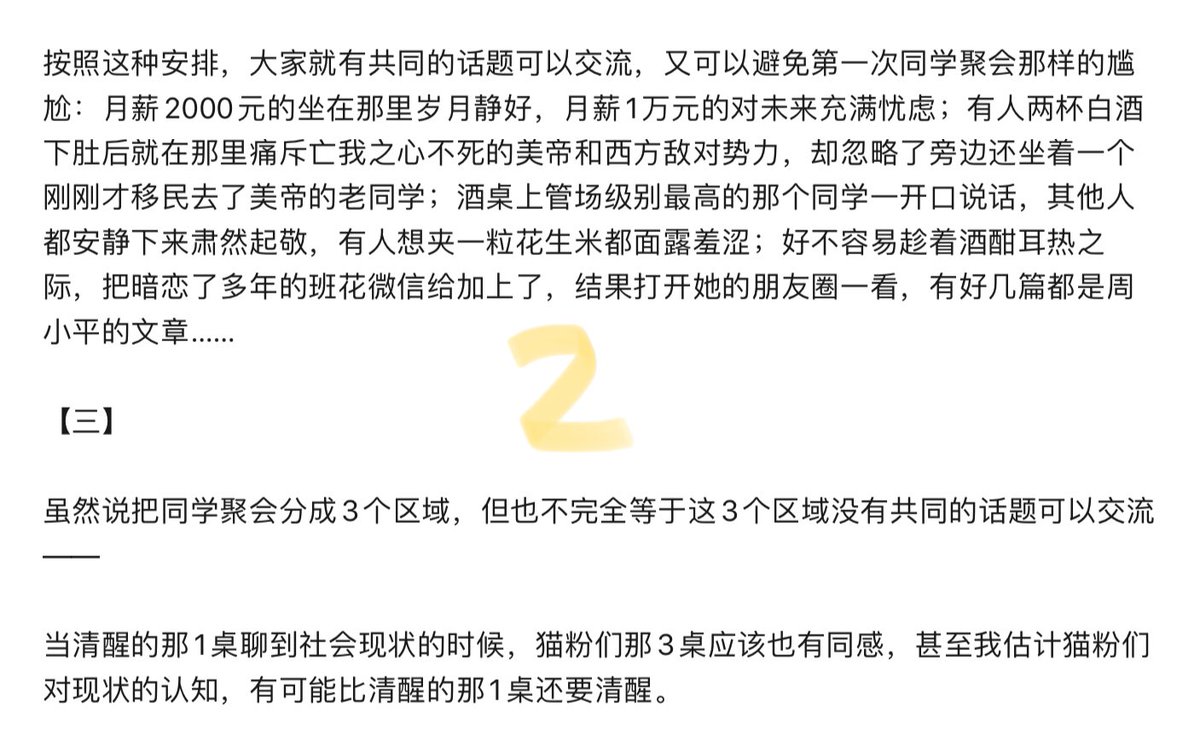 按照这种安排，大家就有共同的话题可以交流，又可以避免第一次同学聚会那样的尴
尬：月薪2000元的坐在那里岁月静好，月薪1万元的对未来充满忧虑；有人两杯白酒
下肚后就在那里痛斥亡我之心不死的美帝和西方敌对势力，却忽略了旁边还坐着一个
刚刚才移民去了美帝的老同学；酒桌上管场级别最高的那个同学一开口说话，其他人
都安静下来肃然起敬，有人想夹一粒花生米都面露羞涩；好不容易趁着酒酣耳热之
际，把暗恋了多年的班花微信给加上了，结果打开她的朋友圈一看，有好几篇都是周
小平的文章……
2
【三】
虽然说把同学聚会分成3个区域，但也不完全等于这3个区域没有共同的话题可以交流
——
当清醒的那1桌聊到社会现状的时候，猫粉们那3桌应该也有同感，甚至我估计猫粉们
对现状的认知，有可能比清醒的那1桌还要清醒。